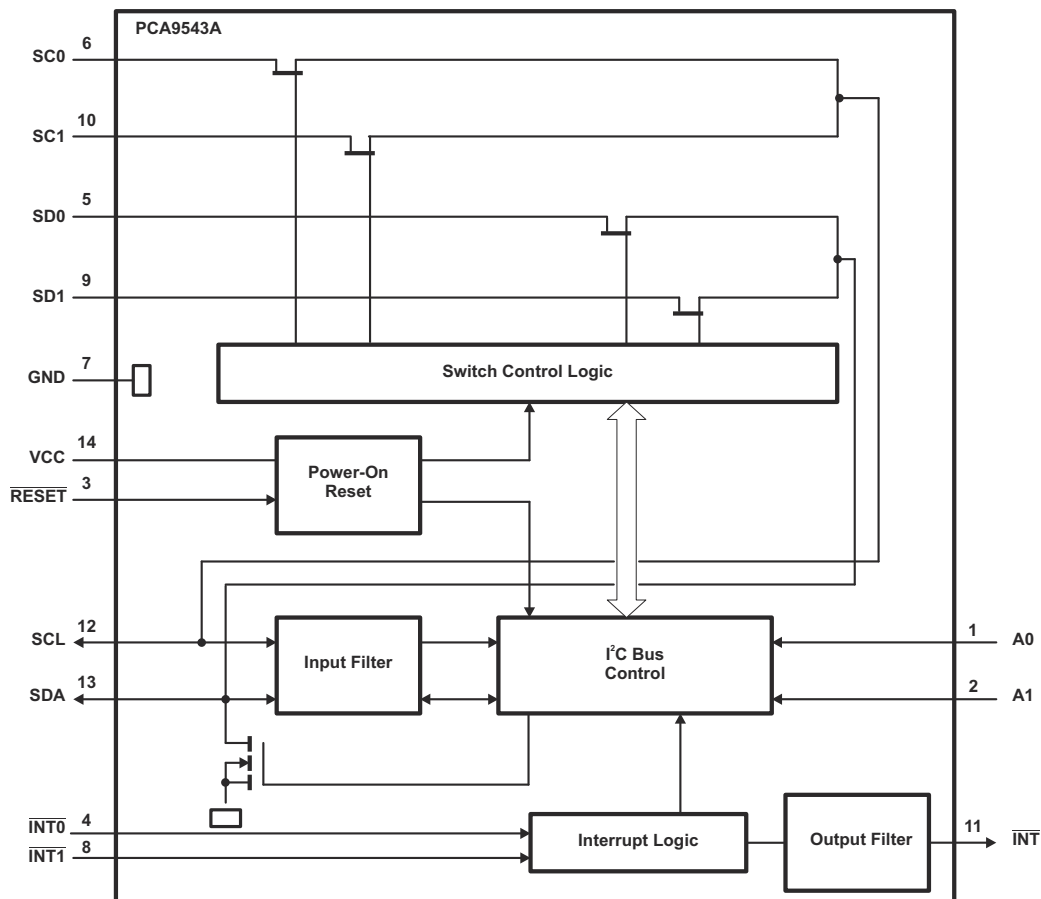 PCA9543A
SC0 6
SC1 10
SD0 5
SD1 9
GND 7
Switch Control Logic
VCC 14
RESET 3
Power-On
Reset
SCL 12
SDA 13
Input Filter
I²C Bus
Control
1 A0
2 A1
INT0 4
INT1 8
Interrupt Logic
Output Filter
11 INT